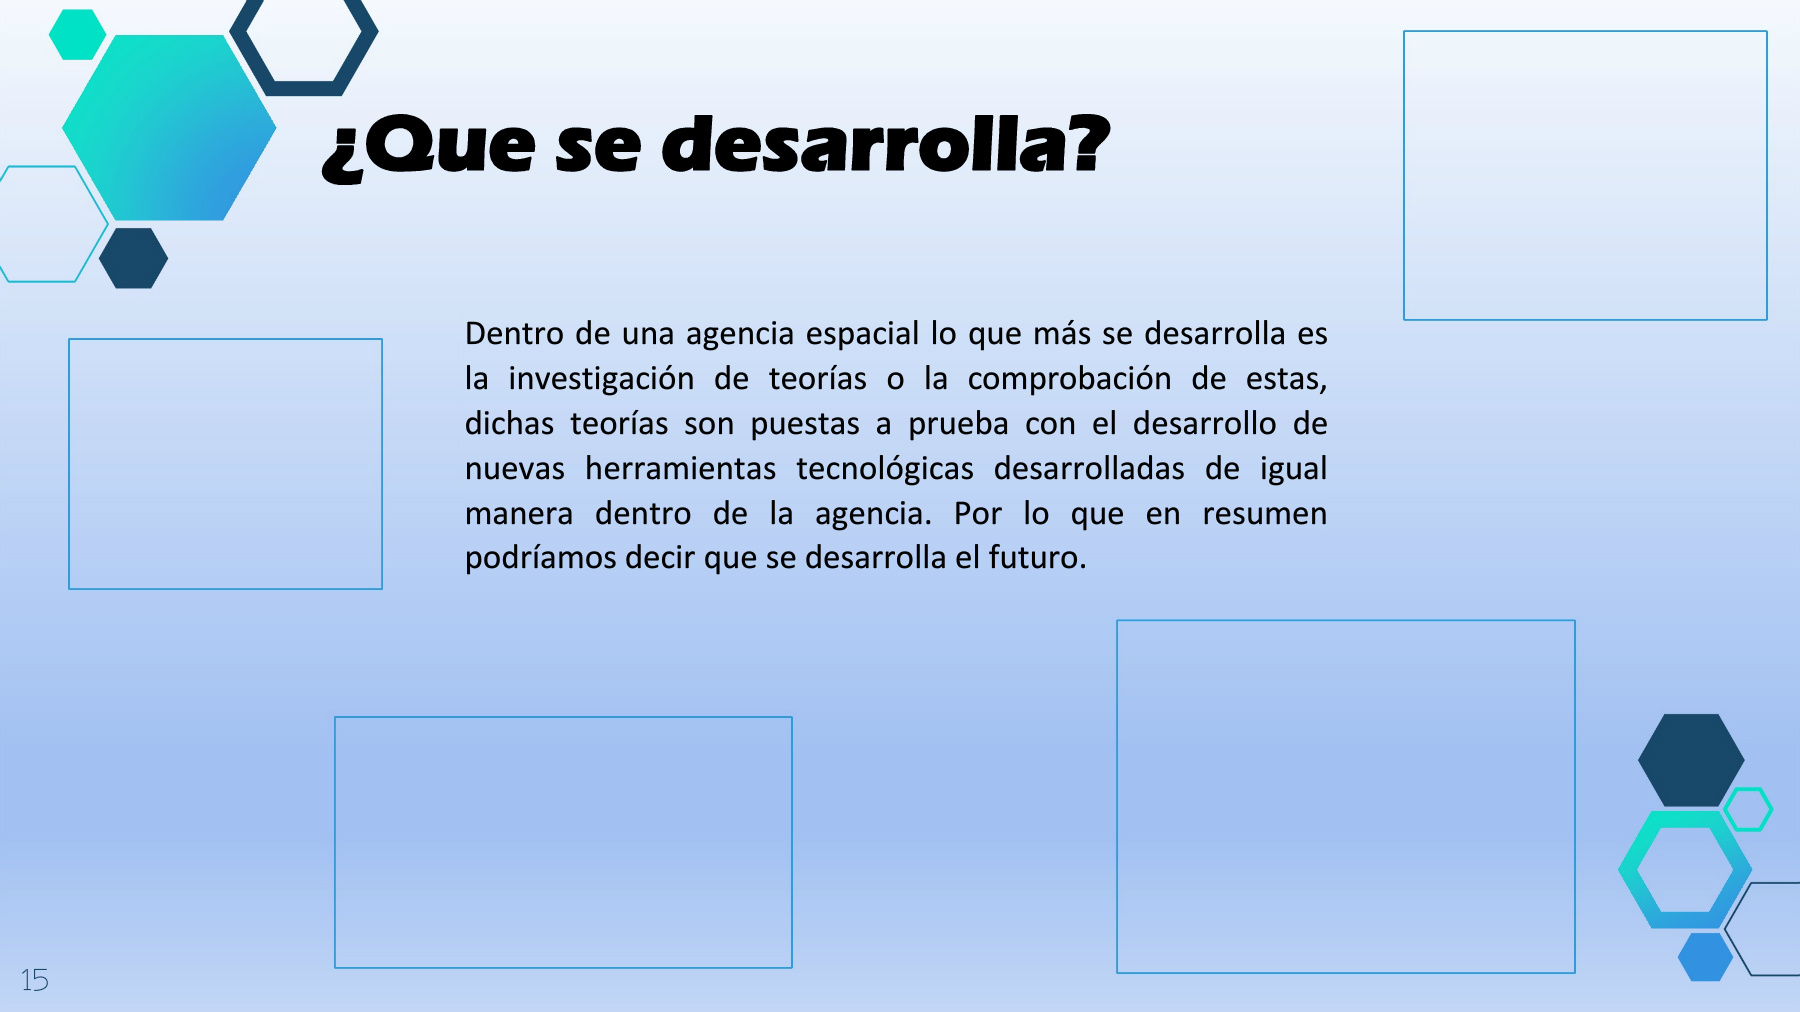 ¿Que se desarrolla?
Dentro de una agencia espacial lo que más se desarrolla es
la investigación de teorías o la comprobación de estas,
dichas teorías son puestas a prueba con el desarrollo de
nuevas herramientas tecnológicas desarrolladas de igual
manera dentro de la agencia. Por lo que en resumen
podríamos decir que se desarrolla el futuro.
15